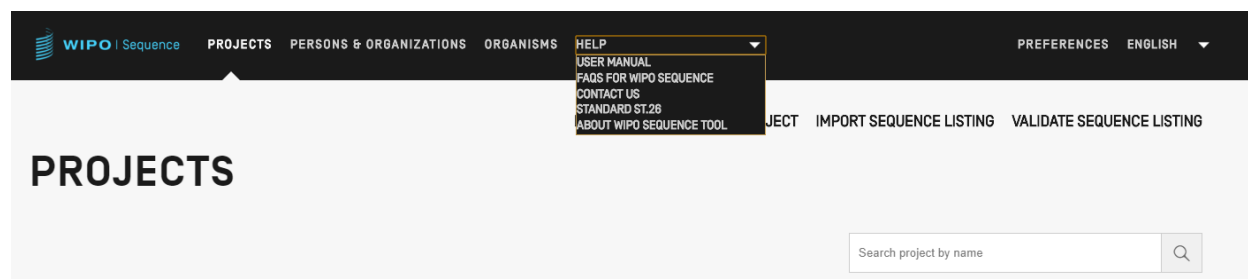 WIPO | Sequence PROJECTS PERSONS & ORGANIZATIONS ORGANISMS HELP PREFERENCES ENGLISH
USER MANUAL
FAQS FOR WIPO SEQUENCE
CONTACT US
STANDARD ST.26
ABOUT WIPO SEQUENCE TOOL
JECT IMPORT SEQUENCE LISTING VALIDATE SEQUENCE LISTING
PROJECTS
Search project by name